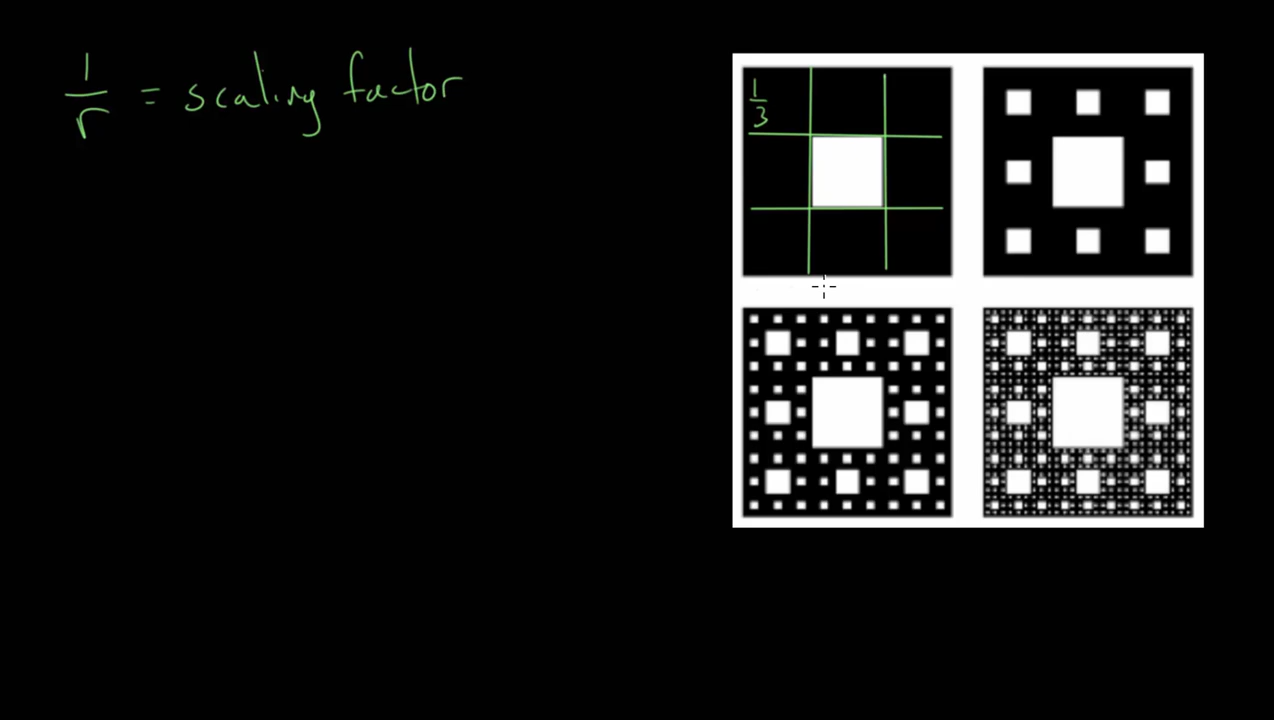 1/r = scaling factor
1/3